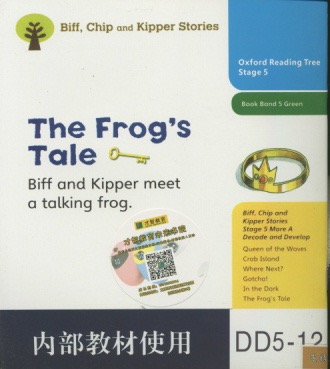 Biff, Chip and Kipper Stories
Oxford Reading Tree
Stage 5
Book Band 5 Green
The Frog's
Tale
Biff and Kipper meet
a talking frog.
Biff, Chip and
Kipper Stories
Stage 5 More A
Decode and Develop
Queen of the Waves
Crab Island
Where Next?
Gotcha!
In the Dark
The Frog's Tale
内部教材使用
DD5-12